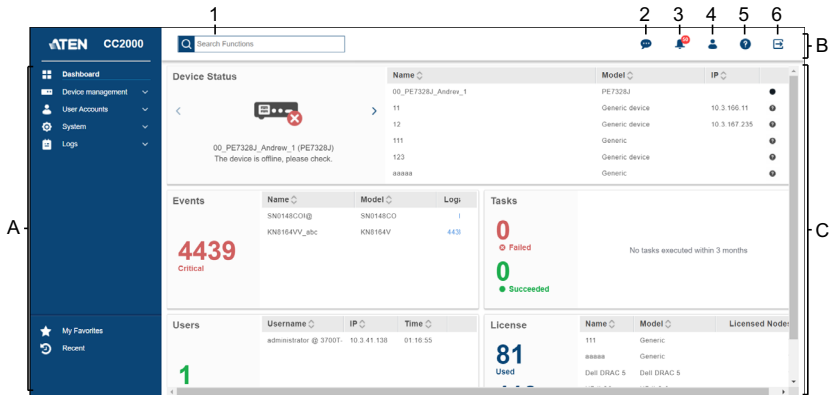 1 2 3 4 5 6
ATEN CC2000
Search Functions
B
Dashboard
Device management
User Accounts
System
Logs
My Favorites
Recent
A
Device Status
00_PE7328J_Andrew_1 (PE7328J)
The device is offline, please check.
Name Model IP
00_PE7328J_Andrew_1 PE7328J
11 Generic device 10.3.166.11
12 Generic device 10.3.167.235
111 Generic
123 Generic device
aaaaa Generic
C
Events
4439
Critical
Name Model
SN0148CO\@ SN0148CO
KN8164VV_abc KN8164V
Tasks
0
Failed
0
Succeeded
No tasks executed within 3 months
Users
1
Username IP Time
administrator @ 3700T- 10.3.41.138 01:16:55
License
81
Used
Name Model Licensed Nodes
111 Generic
aaaaa Generic
Dell DRAC 5 Dell DRAC 5